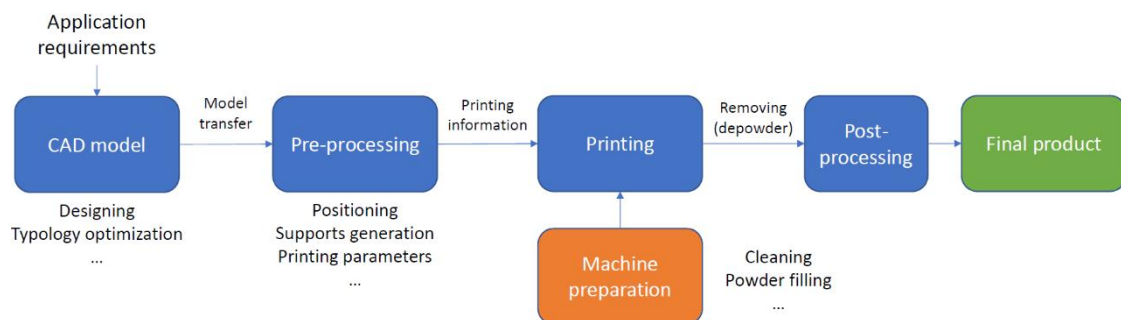 Application
requirements
CAD model
Designing
Typology optimization
...
Model
transfer
Pre-processing
Positioning
Supports generation
Printing parameters
...
Printing
information
Printing
Machine
preparation
Cleaning
Powder filling
...
Removing
(depowder)
Post-
processing
Final product